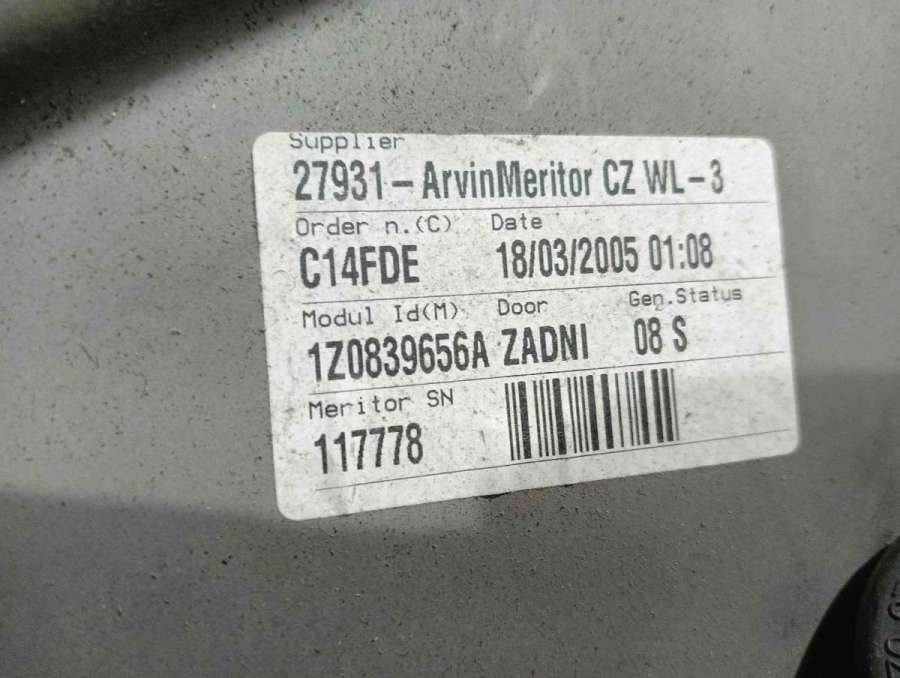 Supplier
27931-ArvinMeritor CZ WL-3
Order n.(C) Date
C14FDE 18/03/2005 01:08
Modul Id(M) Door Gen.Status
1Z0839656A ZADNI 08 S
Meritor SN
117778